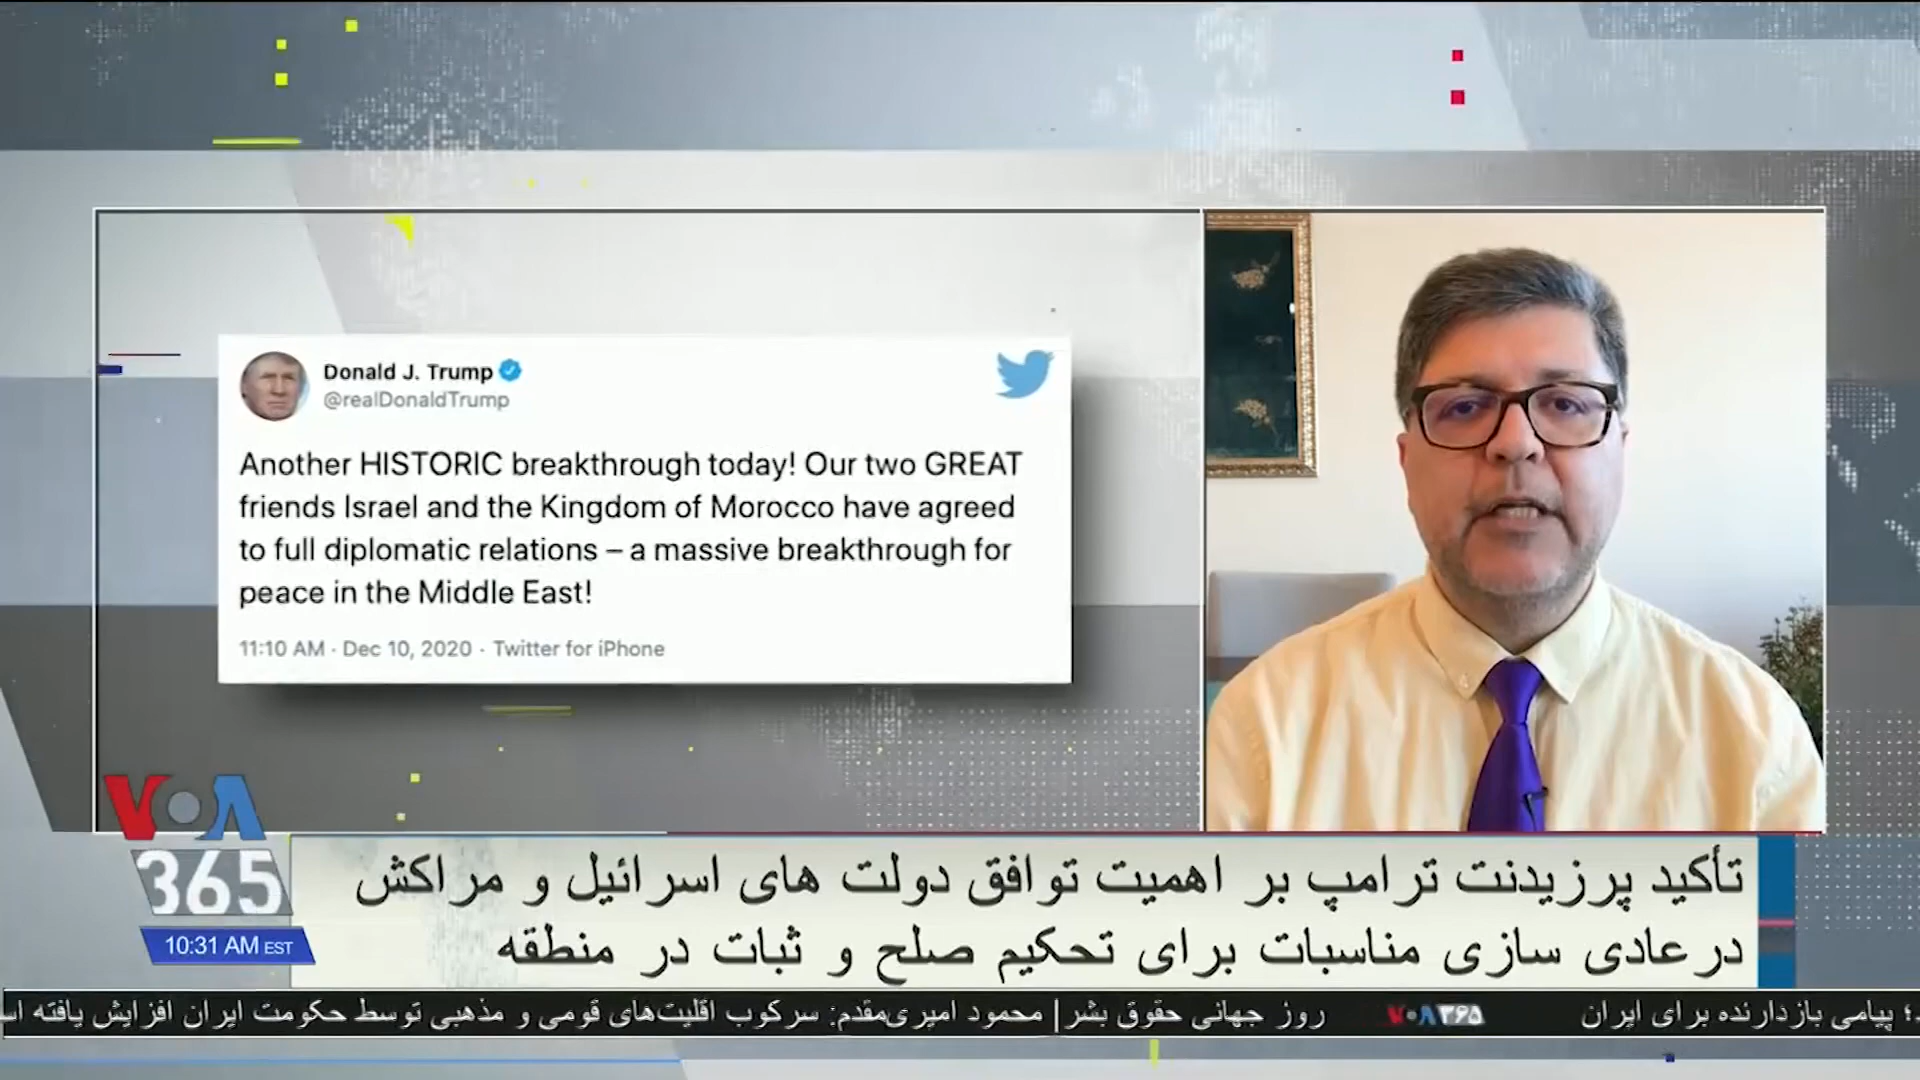 Donald J. Trump
@realDonaldTrump
Another HISTORIC breakthrough today! Our two GREAT
friends Israel and the Kingdom of Morocco have agreed
to full diplomatic relations – a massive breakthrough for
peace in the Middle East!
11:10 AM · Dec 10, 2020 · Twitter for iPhone
VOA
365
10:31 AM EST
تأکید پرزیدنت ترامپ بر اهمیت توافق دولت های اسرائیل و مراکش
درعادی سازی مناسبات برای تحکیم صلح و ثبات در منطقه
؛ پیامی بازدارنده برای ایران VOA ۳۶۵ روز جهانی حقوق بشر| محمود امیری‌مقدم: سرکوب اقلیت‌های قومی و مذهبی توسط حکومت ایران افزایش یافته